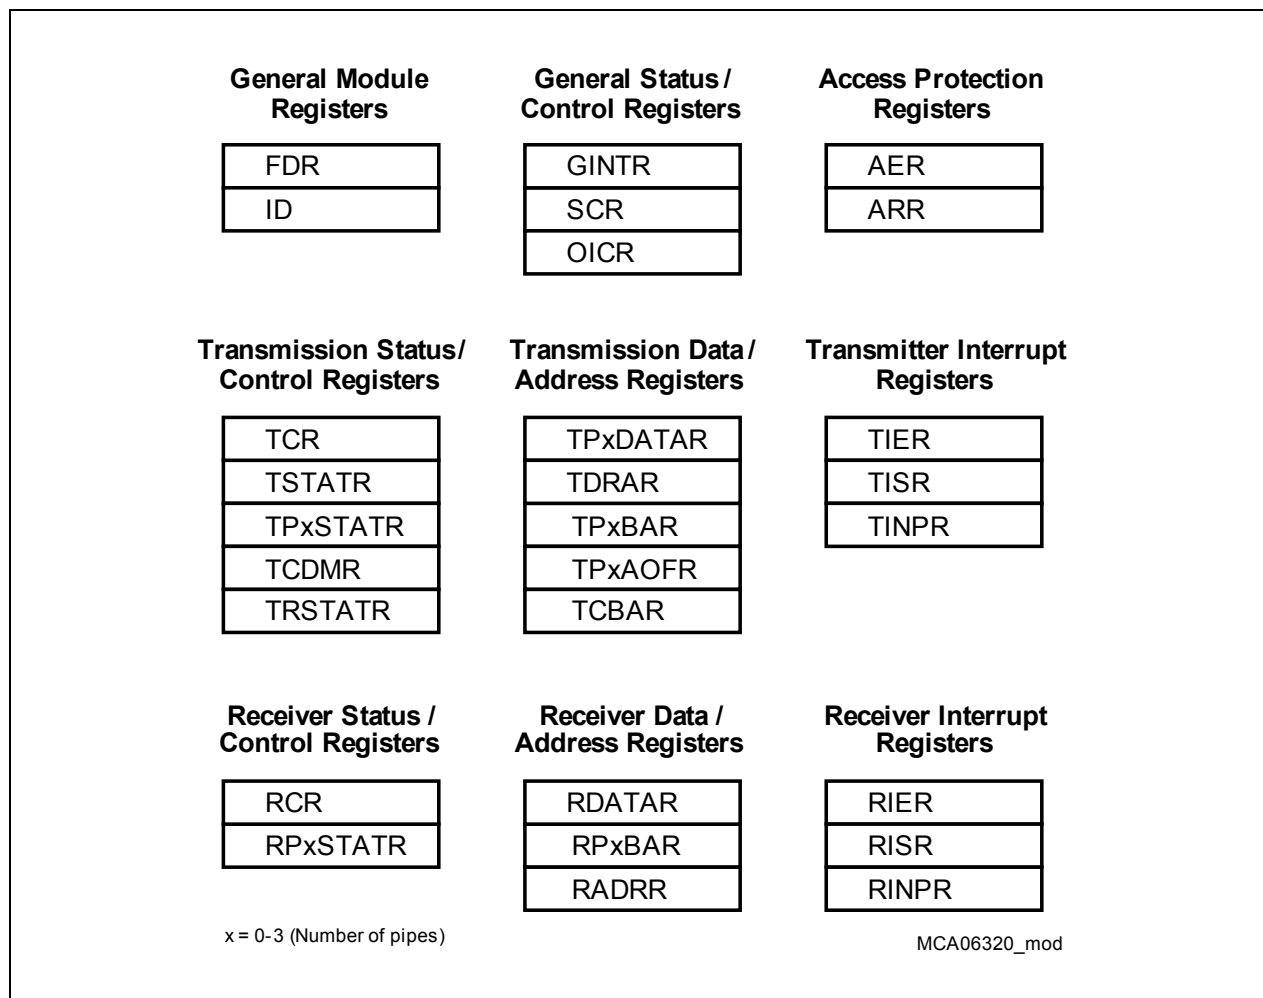 General Module
Registers
FDR
ID
General Status /
Control Registers
GINTR
SCR
OICR
Access Protection
Registers
AER
ARR
Transmission Status /
Control Registers
TCR
TSTATR
TPxSTATR
TCDMR
TRSTATR
Transmission Data /
Address Registers
TPxDATAR
TDRAR
TPxBAR
TPxAOFR
TCBAR
Transmitter Interrupt
Registers
TIER
TISR
TINPR
Receiver Status /
Control Registers
RCR
RPxSTATR
Receiver Data /
Address Registers
RDATAR
RPxBAR
RADRR
Receiver Interrupt
Registers
RIER
RISR
RINPR
x = 0-3 (Number of pipes)
MCA06320_mod